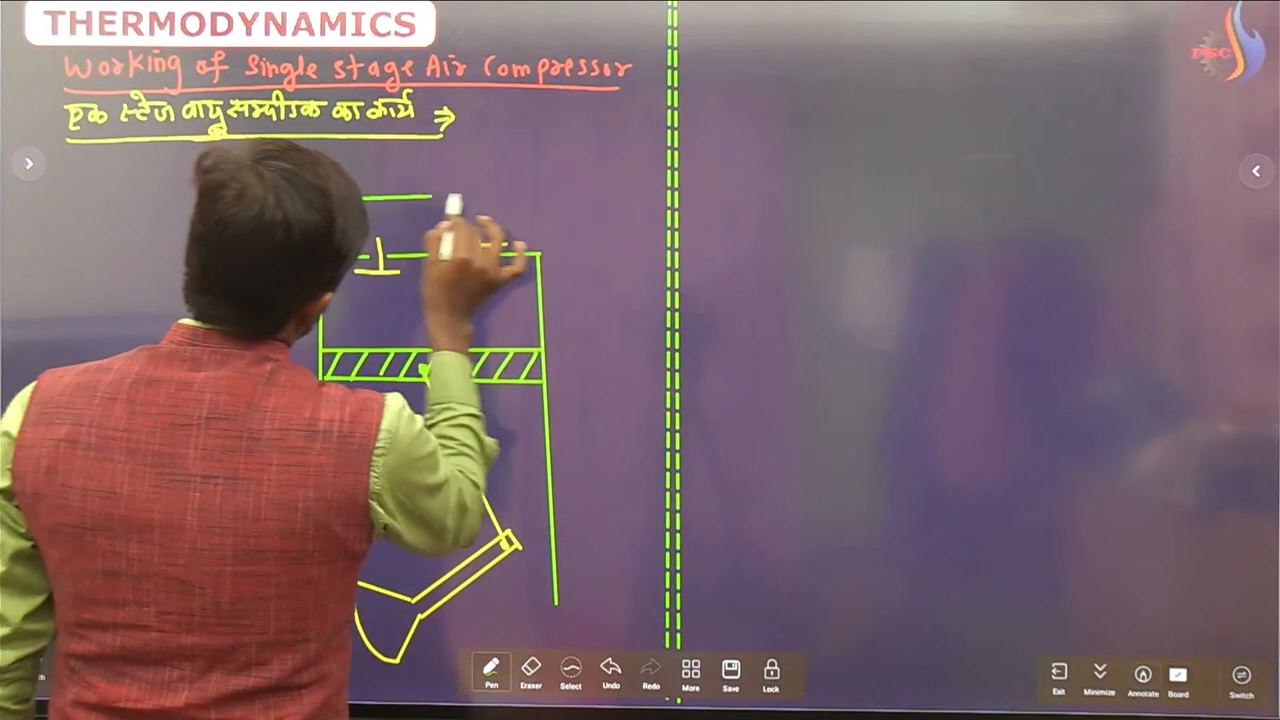 THERMODYNAMICS
Working of Single Stage Air Compressor
एक स्टेज वायु सम्पीडक का कार्य ⇒
PSC
Pen Eraser Select Undo Redo More Save Lock
Exit Minimize Annotate Board Switch